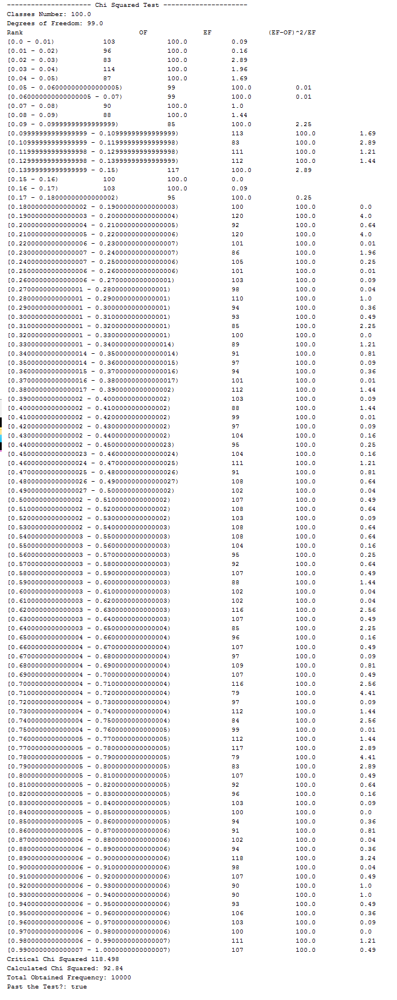 --------------------- Chi Squared Test ---------------------
Classes Number: 100.0
Degrees of Freedom: 99.0
Rank OF EF (EF-OF)^2/EF
[0.0 - 0.01) 103 100.0 0.09
[0.01 - 0.02) 96 100.0 0.16
[0.02 - 0.03) 83 100.0 2.89
[0.03 - 0.04) 114 100.0 1.96
[0.04 - 0.05) 87 100.0 1.69
[0.05 - 0.060000000000000005) 99 100.0 0.01
[0.060000000000000005 - 0.07) 99 100.0 0.01
[0.07 - 0.08) 90 100.0 1.0
[0.08 - 0.09) 88 100.0 1.44
[0.09 - 0.09999999999999999) 85 100.0 2.25
[0.09999999999999999 - 0.10999999999999999) 113 100.0 1.69
[0.10999999999999999 - 0.11999999999999998) 83 100.0 2.89
[0.11999999999999998 - 0.12999999999999998) 111 100.0 1.21
[0.12999999999999998 - 0.13999999999999999) 112 100.0 1.44
[0.13999999999999999 - 0.15) 117 100.0 2.89
[0.15 - 0.16) 100 100.0 0.0
[0.16 - 0.17) 103 100.0 0.09
[0.17 - 0.18000000000000002) 95 100.0 0.25
[0.18000000000000002 - 0.19000000000000003) 100 100.0 0.0
[0.19000000000000003 - 0.20000000000000004) 120 100.0 4.0
[0.20000000000000004 - 0.21000000000000005) 92 100.0 0.64
[0.21000000000000005 - 0.22000000000000006) 120 100.0 4.0
[0.22000000000000006 - 0.23000000000000007) 101 100.0 0.01
[0.23000000000000007 - 0.24000000000000007) 86 100.0 1.96
[0.24000000000000007 - 0.25000000000000006) 105 100.0 0.25
[0.25000000000000006 - 0.26000000000000006) 101 100.0 0.01
[0.26000000000000006 - 0.2700000000000001) 103 100.0 0.09
[0.2700000000000001 - 0.2800000000000001) 98 100.0 0.04
[0.2800000000000001 - 0.2900000000000001) 110 100.0 1.0
[0.2900000000000001 - 0.3000000000000001) 94 100.0 0.36
[0.3000000000000001 - 0.3100000000000001) 93 100.0 0.49
[0.3100000000000001 - 0.3200000000000001) 85 100.0 2.25
[0.3200000000000001 - 0.3300000000000001) 100 100.0 0.0
[0.3300000000000001 - 0.34000000000000014) 89 100.0 1.21
[0.34000000000000014 - 0.35000000000000014) 91 100.0 0.81
[0.35000000000000014 - 0.36000000000000015) 97 100.0 0.09
[0.36000000000000015 - 0.37000000000000016) 94 100.0 0.36
[0.37000000000000016 - 0.38000000000000017) 101 100.0 0.01
[0.38000000000000017 - 0.3900000000000002) 112 100.0 1.44
[0.3900000000000002 - 0.4000000000000002) 103 100.0 0.09
[0.4000000000000002 - 0.4100000000000002) 88 100.0 1.44
[0.4100000000000002 - 0.4200000000000002) 99 100.0 0.01
[0.4200000000000002 - 0.4300000000000002) 97 100.0 0.09
[0.4300000000000002 - 0.4400000000000002) 104 100.0 0.16
[0.4400000000000002 - 0.45000000000000023) 95 100.0 0.25
[0.45000000000000023 - 0.46000000000000024) 104 100.0 0.16
[0.46000000000000024 - 0.47000000000000025) 111 100.0 1.21
[0.47000000000000025 - 0.48000000000000026) 91 100.0 0.81
[0.48000000000000026 - 0.49000000000000027) 108 100.0 0.64
[0.49000000000000027 - 0.5000000000000002) 102 100.0 0.04
[0.5000000000000002 - 0.5100000000000002) 107 100.0 0.49
[0.5100000000000002 - 0.5200000000000002) 108 100.0 0.64
[0.5200000000000002 - 0.5300000000000002) 103 100.0 0.09
[0.5300000000000002 - 0.5400000000000003) 108 100.0 0.64
[0.5400000000000003 - 0.5500000000000003) 108 100.0 0.64
[0.5500000000000003 - 0.5600000000000003) 104 100.0 0.16
[0.5600000000000003 - 0.5700000000000003) 95 100.0 0.25
[0.5700000000000003 - 0.5800000000000003) 92 100.0 0.64
[0.5800000000000003 - 0.5900000000000003) 107 100.0 0.49
[0.5900000000000003 - 0.6000000000000003) 88 100.0 1.44
[0.6000000000000003 - 0.6100000000000003) 102 100.0 0.04
[0.6100000000000003 - 0.6200000000000003) 102 100.0 0.04
[0.6200000000000003 - 0.6300000000000003) 116 100.0 2.56
[0.6300000000000003 - 0.6400000000000003) 107 100.0 0.49
[0.6400000000000003 - 0.6500000000000004) 85 100.0 2.25
[0.6500000000000004 - 0.6600000000000004) 96 100.0 0.16
[0.6600000000000004 - 0.6700000000000004) 107 100.0 0.49
[0.6700000000000004 - 0.6800000000000004) 97 100.0 0.09
[0.6800000000000004 - 0.6900000000000004) 109 100.0 0.81
[0.6900000000000004 - 0.7000000000000004) 107 100.0 0.49
[0.7000000000000004 - 0.7100000000000004) 116 100.0 2.56
[0.7100000000000004 - 0.7200000000000004) 79 100.0 4.41
[0.7200000000000004 - 0.7300000000000004) 97 100.0 0.09
[0.7300000000000004 - 0.7400000000000004) 112 100.0 1.44
[0.7400000000000004 - 0.7500000000000004) 84 100.0 2.56
[0.7500000000000004 - 0.7600000000000005) 99 100.0 0.01
[0.7600000000000005 - 0.7700000000000005) 112 100.0 1.44
[0.7700000000000005 - 0.7800000000000005) 117 100.0 2.89
[0.7800000000000005 - 0.7900000000000005) 79 100.0 4.41
[0.7900000000000005 - 0.8000000000000005) 83 100.0 2.89
[0.8000000000000005 - 0.8100000000000005) 107 100.0 0.49
[0.8100000000000005 - 0.8200000000000005) 92 100.0 0.64
[0.8200000000000005 - 0.8300000000000005) 96 100.0 0.16
[0.8300000000000005 - 0.8400000000000005) 103 100.0 0.09
[0.8400000000000005 - 0.8500000000000005) 100 100.0 0.0
[0.8500000000000005 - 0.8600000000000005) 94 100.0 0.36
[0.8600000000000005 - 0.8700000000000006) 91 100.0 0.81
[0.8700000000000006 - 0.8800000000000006) 102 100.0 0.04
[0.8800000000000006 - 0.8900000000000006) 94 100.0 0.36
[0.8900000000000006 - 0.9000000000000006) 118 100.0 3.24
[0.9000000000000006 - 0.9100000000000006) 98 100.0 0.04
[0.9100000000000006 - 0.9200000000000006) 107 100.0 0.49
[0.9200000000000006 - 0.9300000000000006) 90 100.0 1.0
[0.9300000000000006 - 0.9400000000000006) 90 100.0 1.0
[0.9400000000000006 - 0.9500000000000006) 93 100.0 0.49
[0.9500000000000006 - 0.9600000000000006) 106 100.0 0.36
[0.9600000000000006 - 0.9700000000000006) 103 100.0 0.09
[0.9700000000000006 - 0.9800000000000006) 100 100.0 0.0
[0.9800000000000006 - 0.9900000000000007) 111 100.0 1.21
[0.9900000000000007 - 1.0000000000000007) 107 100.0 0.49
Critical Chi Squared 118.498
Calculated Chi Squared: 92.84
Total Obtained Frequency: 10000
Past the Test?: true